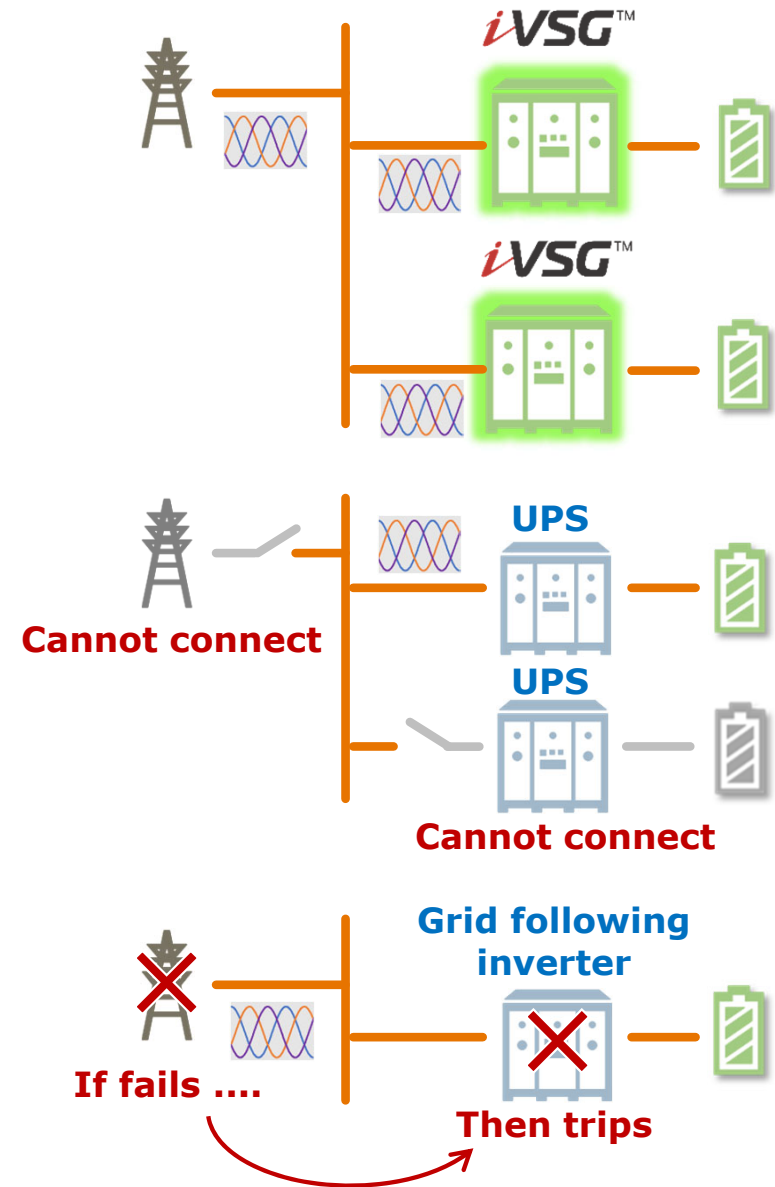 iVSG™
iVSG™
UPS
Cannot connect
UPS
Cannot connect
Grid following
inverter
If fails ....
Then trips